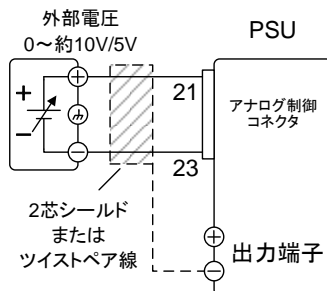 外部電圧
0～約10V/5V
PSU
+
−
21
アナログ制御
コネクタ
23
2芯シールド
または
ツイストペア線
出力端子